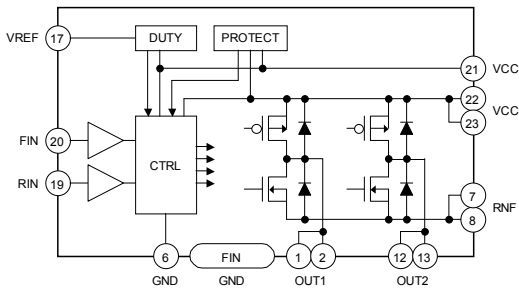 VREF 17 DUTY PROTECT
21 VCC
22
VCC
23
FIN 20
CTRL
RIN 19
7
RNF
8
6 FIN 1 2 12 13
GND GND OUT1 OUT2